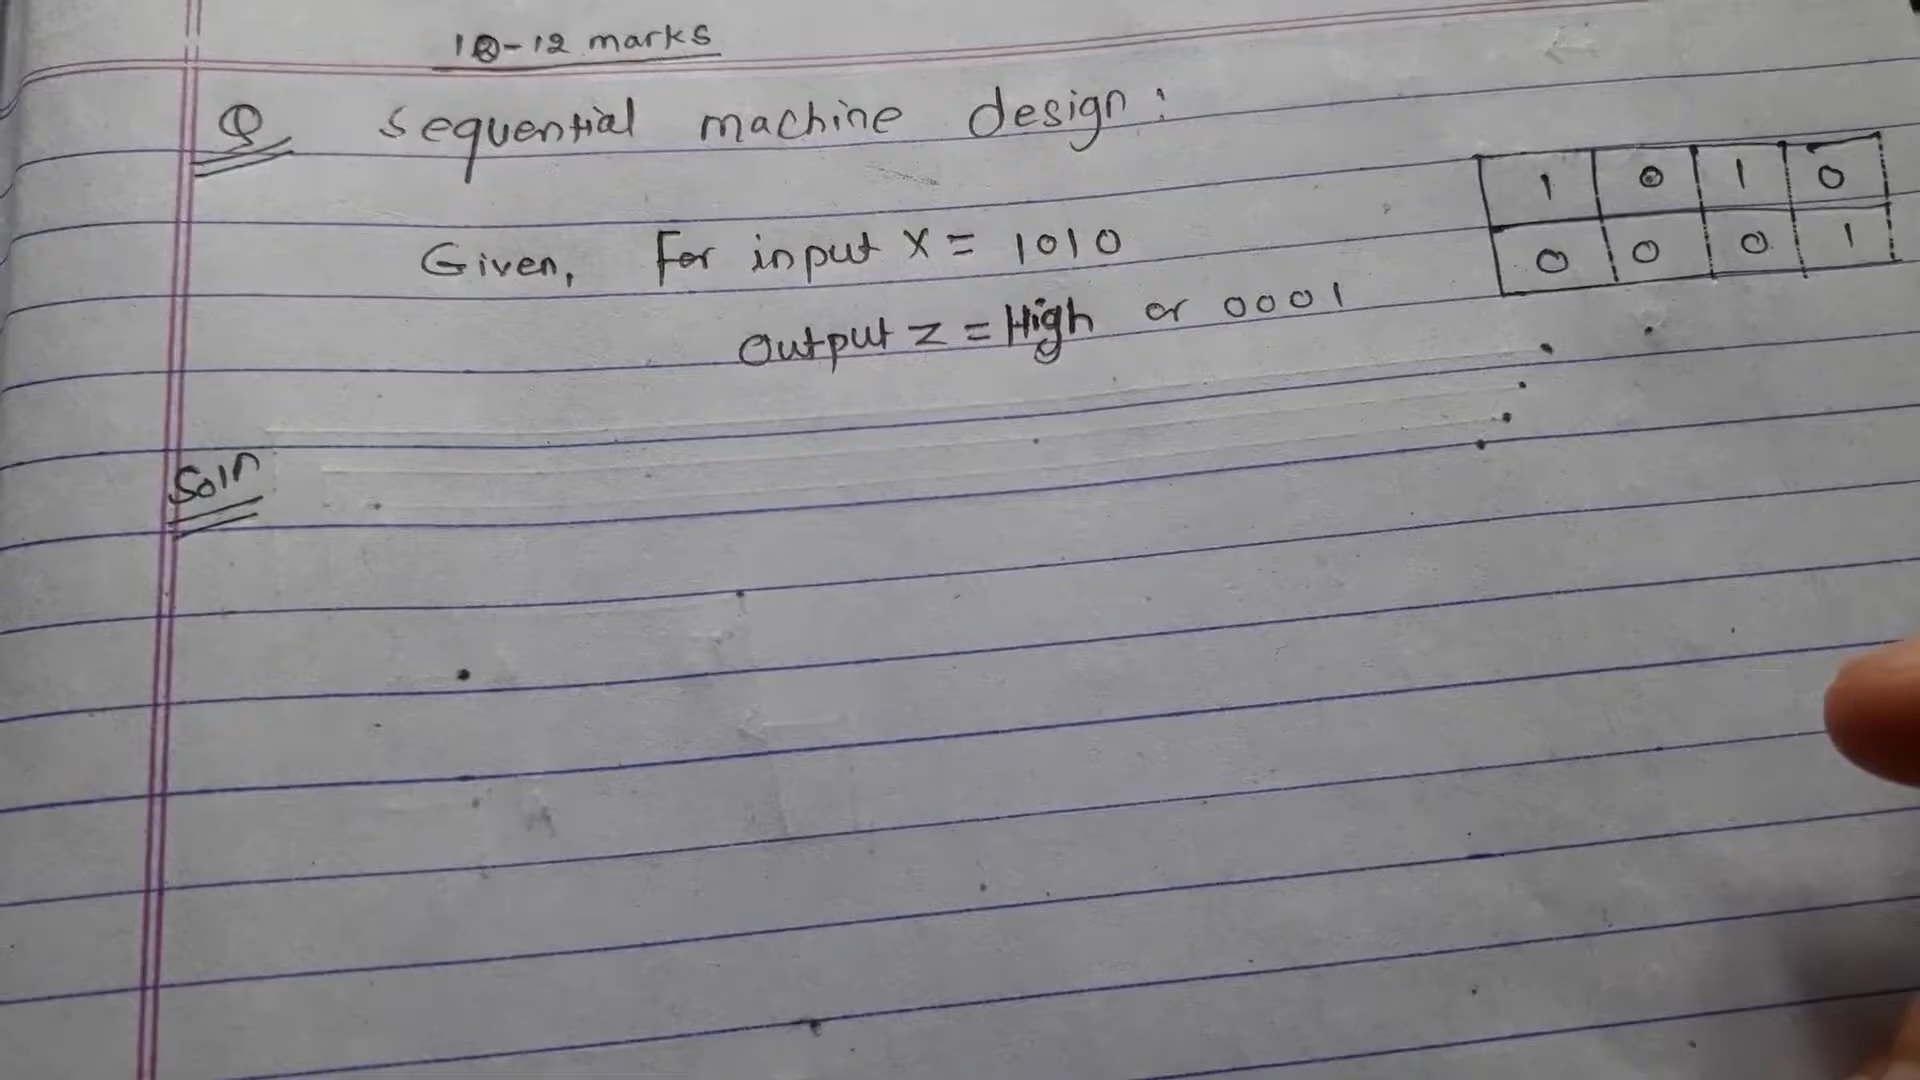 10-12 marks
Q Sequential machine design:
Given, For input X = 1010
Output Z = High or 0001
1 0 1 0
0 0 0 1
Soln